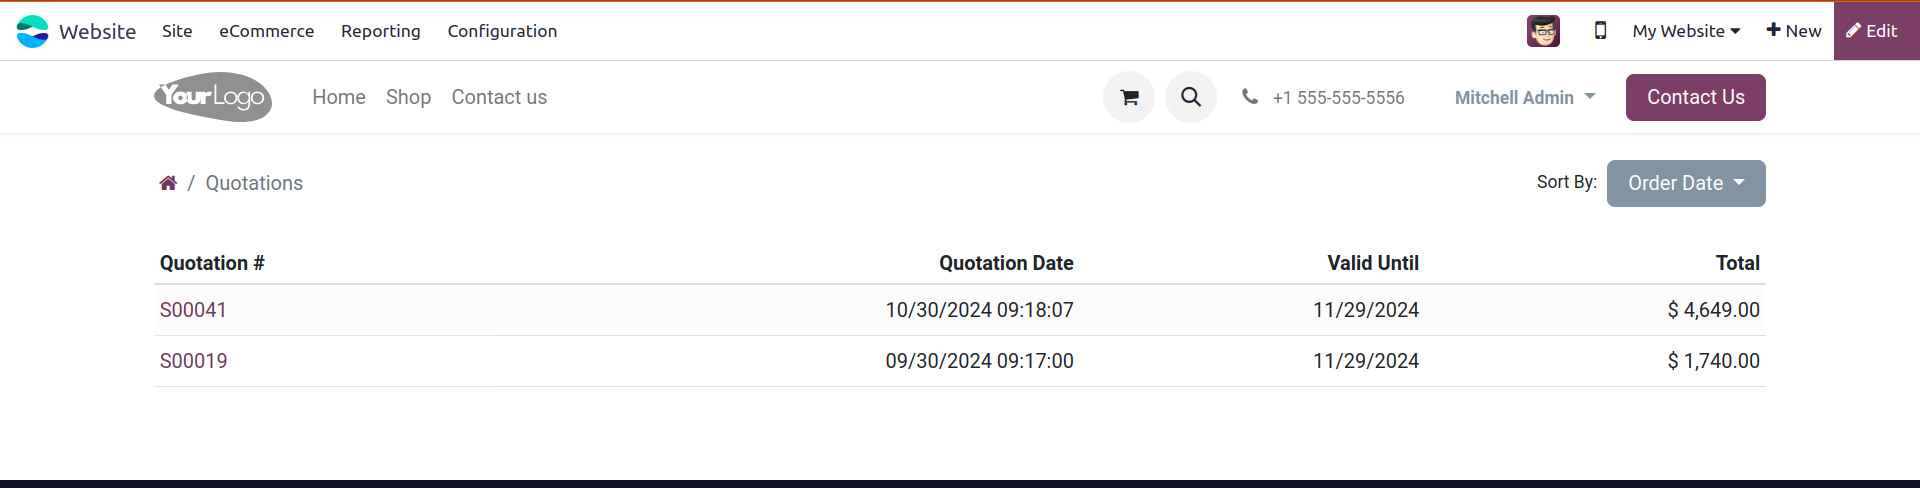 Website Site eCommerce Reporting Configuration My Website New Edit
YourLogo Home Shop Contact us +1 555-555-5556 Mitchell Admin Contact Us
/ Quotations Sort By: Order Date
Quotation # Quotation Date Valid Until Total
S00041 10/30/2024 09:18:07 11/29/2024 $ 4,649.00
S00019 09/30/2024 09:17:00 11/29/2024 $ 1,740.00